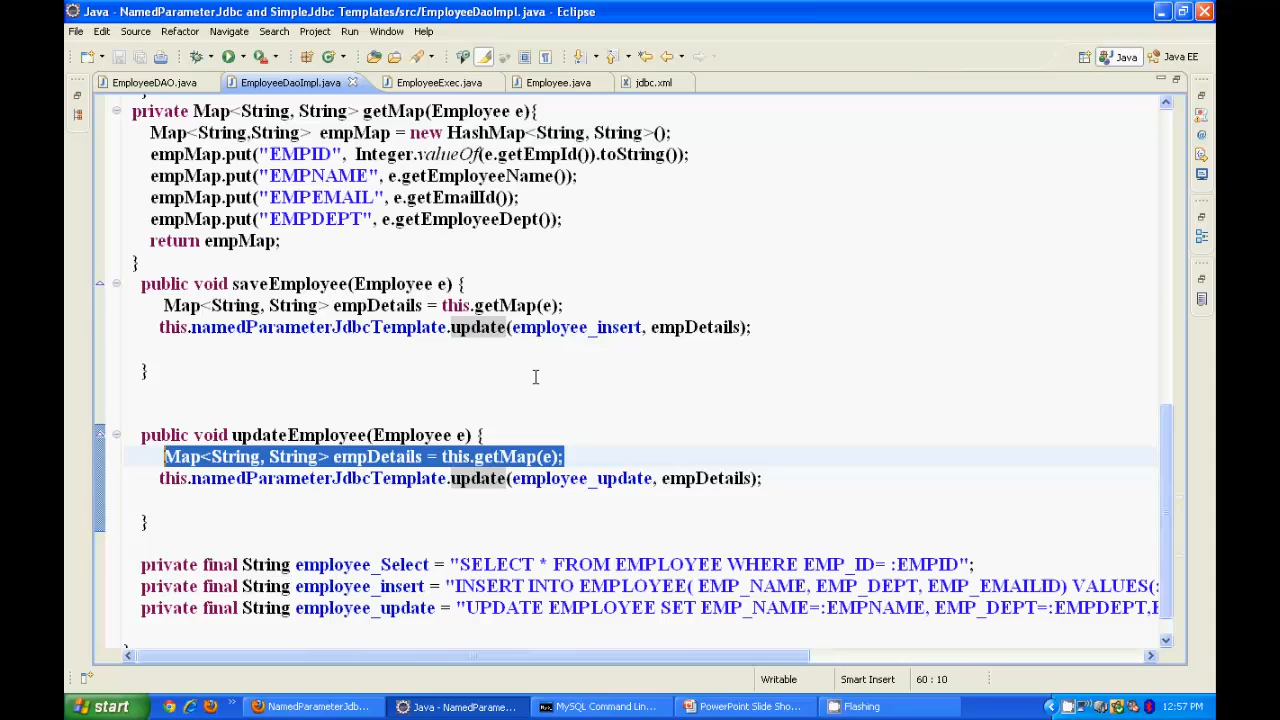 Java - NamedParameterJdbc and SimpleJdbc Templates/src/EmployeeDaoImpl.java - Eclipse
File Edit Source Refactor Navigate Search Project Run Window Help
Java Java EE
EmployeeDAO.java EmployeeDaoImpl.java EmployeeExec.java Employee.java jdbc.xml
private Map<String, String> getMap(Employee e){
Map<String,String> empMap = new HashMap<String, String>();
empMap.put("EMPID", Integer.valueOf(e.getEmpId()).toString());
empMap.put("EMPNAME", e.getEmployeeName());
empMap.put("EMPEMAIL", e.getEmailId());
empMap.put("EMPDEPT", e.getEmployeeDept());
return empMap;
}
public void saveEmployee(Employee e) {
Map<String, String> empDetails = this.getMap(e);
this.namedParameterJdbcTemplate.update(employee_insert, empDetails);
}
public void updateEmployee(Employee e) {
Map<String, String> empDetails = this.getMap(e);
this.namedParameterJdbcTemplate.update(employee_update, empDetails);
}
private final String employee_Select = "SELECT * FROM EMPLOYEE WHERE EMP_ID= :EMPID";
private final String employee_insert = "INSERT INTO EMPLOYEE( EMP_NAME, EMP_DEPT, EMP_EMAILID) VALUES(:
private final String employee_update = "UPDATE EMPLOYEE SET EMP_NAME=:EMPNAME, EMP_DEPT=:EMPDEPT,
Writable Smart Insert 60 : 10
start NamedParameterJdb... Java - NamedParame... MySQL Command Lin... PowerPoint Slide Sho... Flashing 12:57 PM